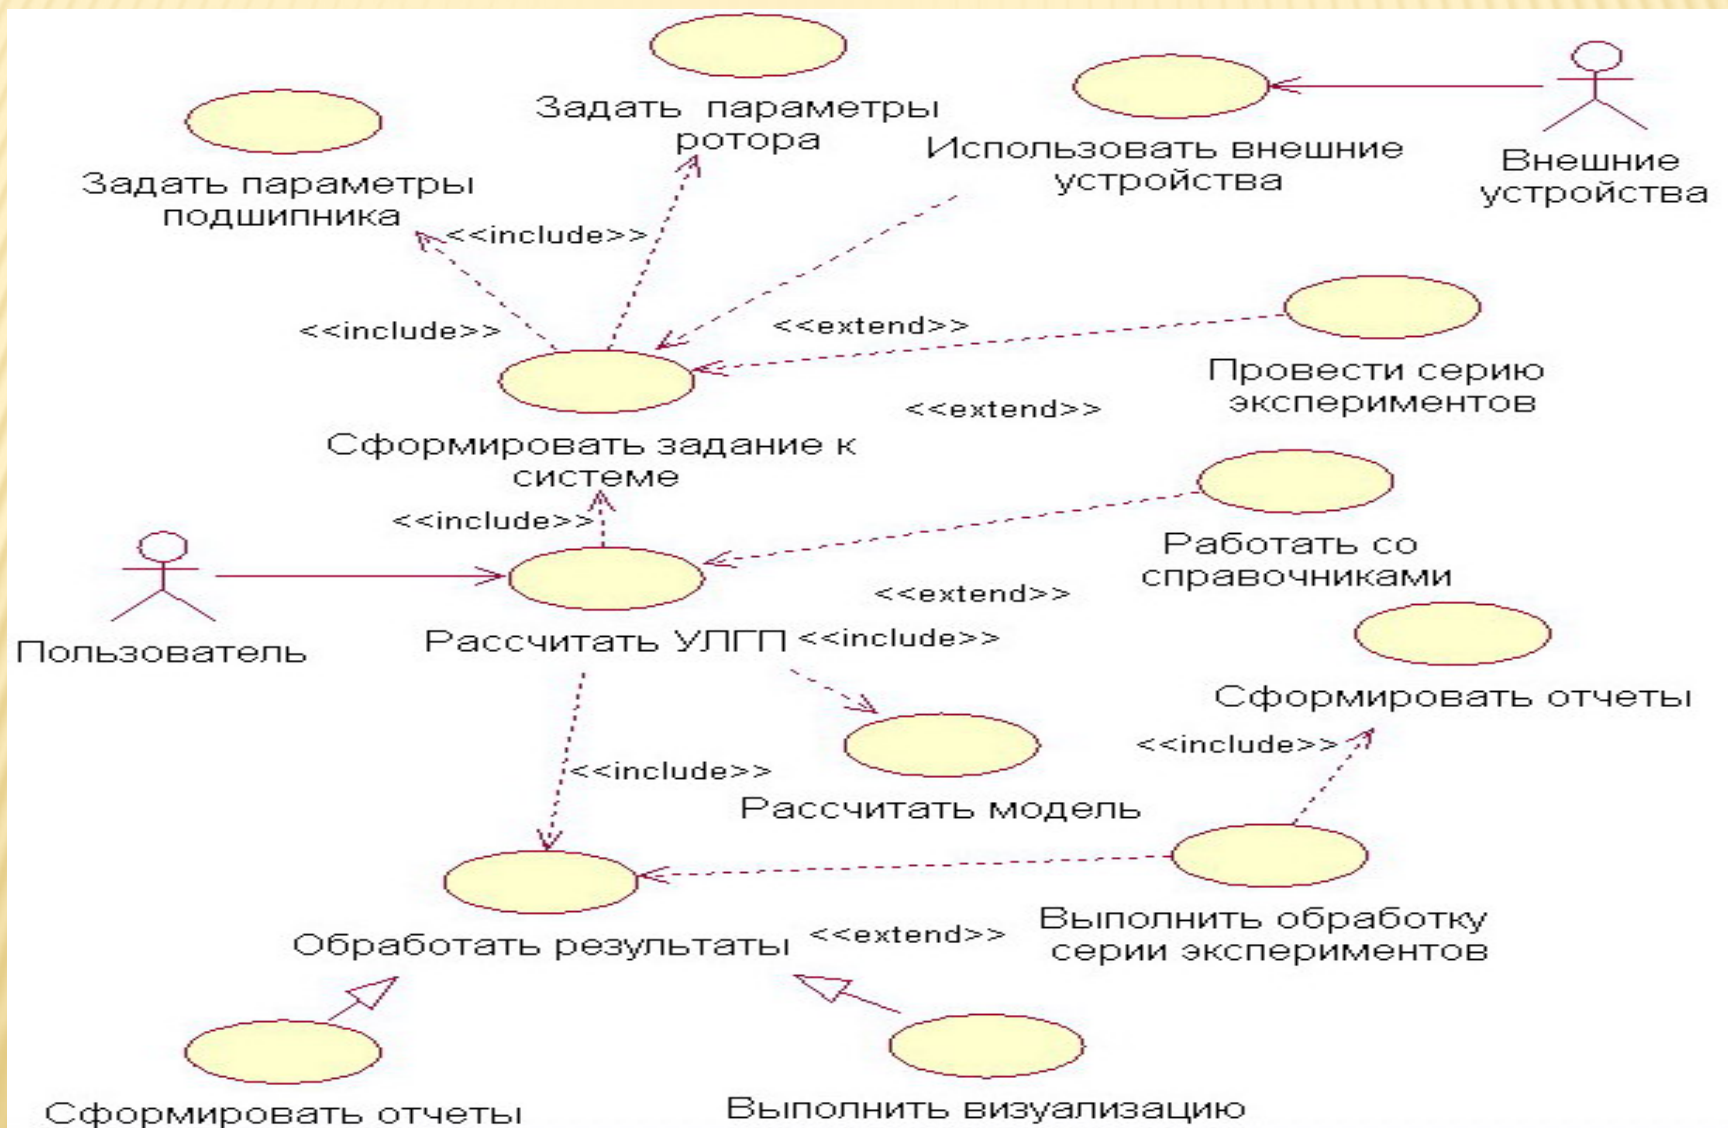 Задать параметры
ротора
Задать параметры
подшипника
Использовать внешние
устройства
Внешние
устройства
<<include>>
<<include>>
<<extend>>
Провести серию
экспериментов
<<extend>>
Сформировать задание к
системе
<<include>>
Работать со
справочниками
<<extend>>
Пользователь
Рассчитать УЛГП
<<include>>
Сформировать отчеты
<<include>>
<<include>>
Рассчитать модель
Выполнить обработку
серии экспериментов
Обработать результаты
<<extend>>
Сформировать отчеты
Выполнить визуализацию